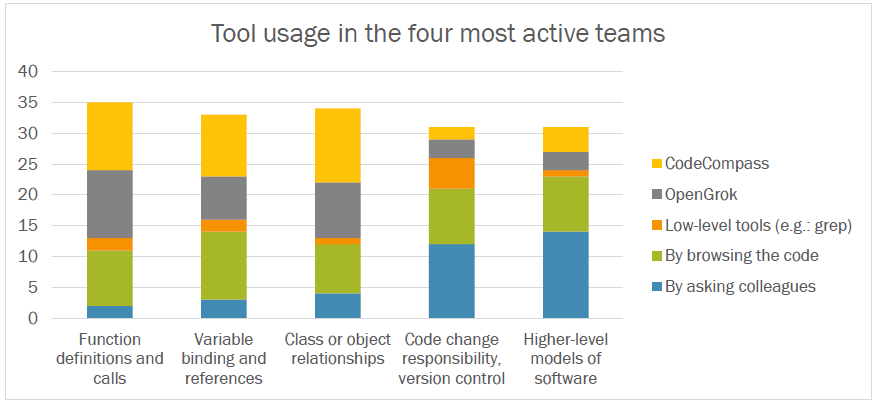 Tool usage in the four most active teams
40
35
30
25
20
15
10
5
0
Function
definitions and
calls
Variable
binding and
references
Class or object
relationships
Code change
responsibility,
version control
Higher-level
models of
software
CodeCompass
OpenGrok
Low-level tools (e.g.: grep)
By browsing the code
By asking colleagues